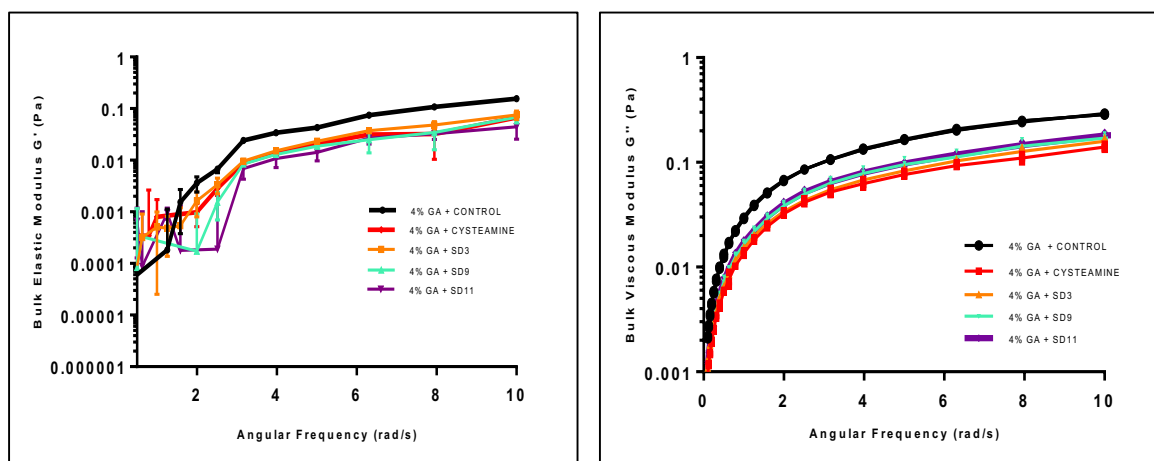 Bulk Elastic Modulus G' (Pa)
1
0.1
0.01
0.001
0.0001
0.00001
0.000001
2
4
6
8
10
Angular Frequency (rad/s)
4% GA + CONTROL
4% GA + CYSTEAMINE
4% GA + SD3
4% GA + SD9
4% GA + SD11
Bulk Viscous Modulus G'' (Pa)
1
0.1
0.01
0.001
0
2
4
6
8
10
Angular Frequency (rad/s)
4% GA + CONTROL
4% GA + CYSTEAMINE
4% GA + SD3
4% GA + SD9
4% GA + SD11